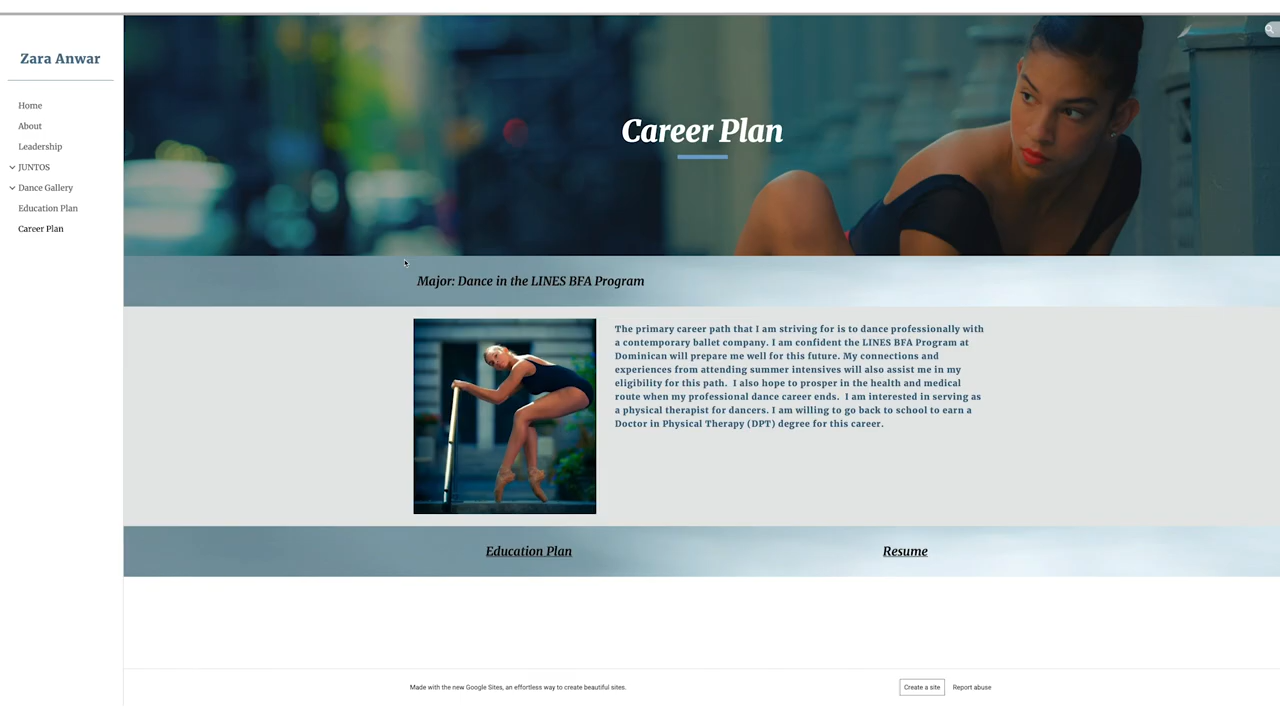 Zara Anwar
Home
About
Leadership
JUNTOS
Dance Gallery
Education Plan
Career Plan
Career Plan
Major: Dance in the LINES BFA Program
The primary career path that I am striving for is to dance professionally with
a contemporary ballet company. I am confident the LINES BFA Program at
Dominican will prepare me well for this future. My connections and
experiences from attending summer intensives will also assist me in my
eligibility for this path. I also hope to prosper in the health and medical
route when my professional dance career ends. I am interested in serving as
a physical therapist for dancers. I am willing to go back to school to earn a
Doctor in Physical Therapy (DPT) degree for this career.
Education Plan
Resume
Made with the new Google Sites, an effortless way to create beautiful sites.
Create a site
Report abuse